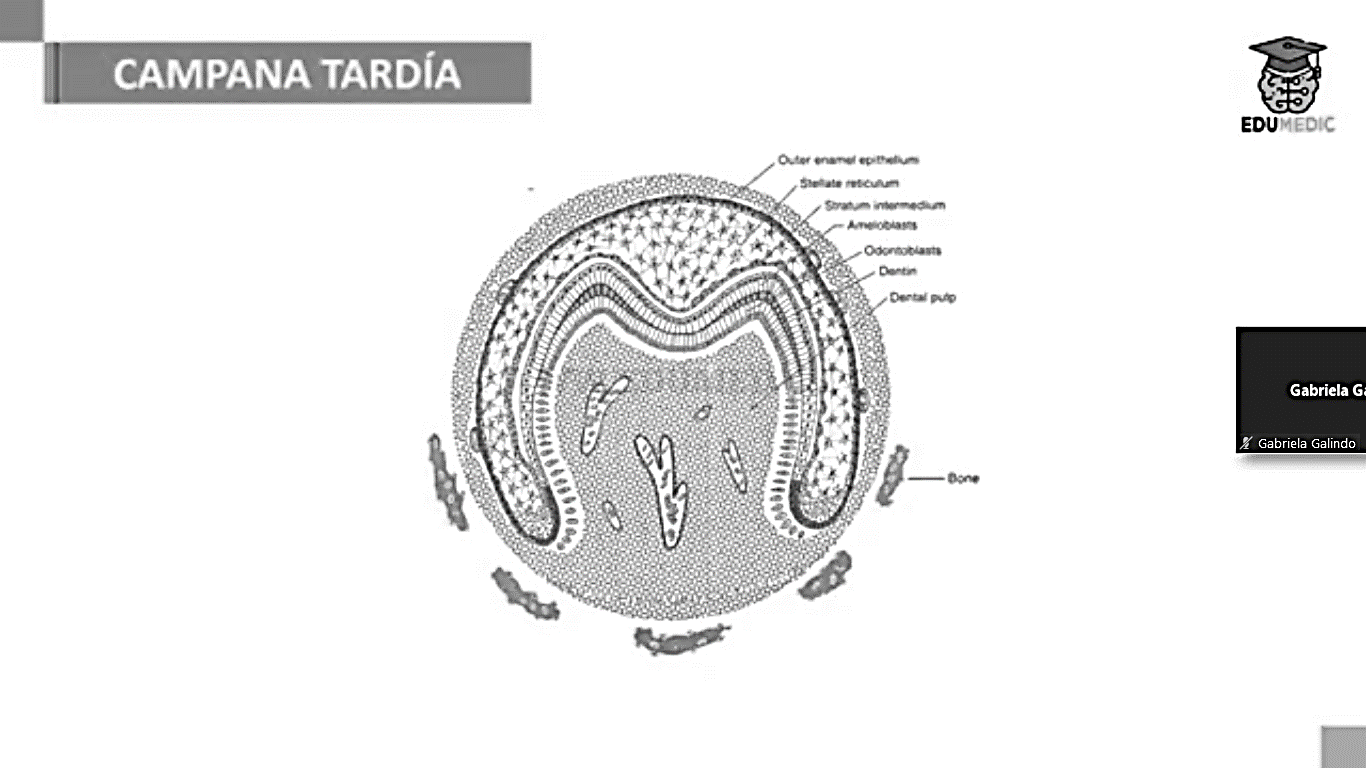 CAMPANA TARDÍA
EDUMEDIC
Outer enamel epithelium
Stellate reticulum
Stratum intermedium
Ameloblasts
Odontoblasts
Dentin
Dental pulp
Gabriela Ga
Gabriela Galindo
Bone